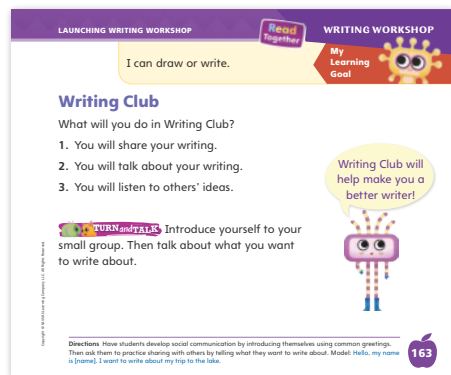 LAUNCHING WRITING WORKSHOP
Read
Together
WRITING WORKSHOP
I can draw or write.
My
Learning
Goal
Writing Club
What will you do in Writing Club?
1. You will share your writing.
2. You will talk about your writing.
3. You will listen to others’ ideas.
Writing Club will
help make you a
better writer!
TURNandTALK Introduce yourself to your
small group. Then talk about what you want
to write about.
Directions Have students develop social communication by introducing themselves using common greetings.
Then ask them to practice sharing with others by telling what they want to write about. Model: Hello, my name
is [name]. I want to write about my trip to the lake.
163